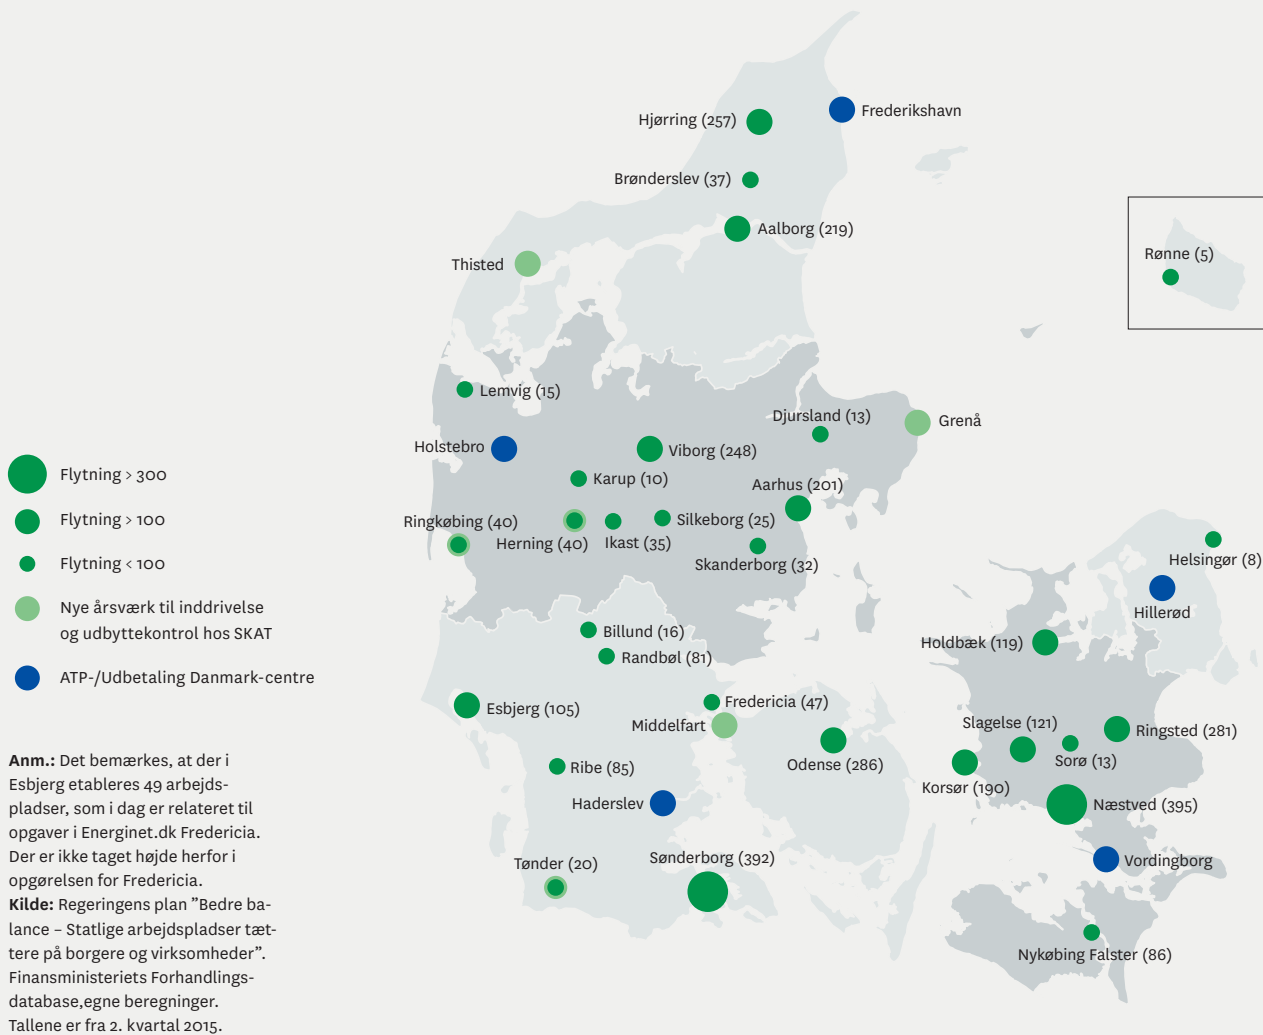 Hjørring (257)
Frederikshavn
Brønderslev (37)
Aalborg (219)
Thisted
Rønne (5)
Lemvig (15)
Djursland (13)
Grenå
Holstebro
Viborg (248)
Karup (10)
Aarhus (201)
Ringkøbing (40)
Herning (40)
Ikast (35)
Silkeborg (25)
Skanderborg (32)
Helsingør (8)
Hillerød
Billund (16)
Randbøl (81)
Holdbæk (119)
Esbjerg (105)
Fredericia (47)
Middelfart
Odense (286)
Slagelse (121)
Sorø (13)
Ringsted (281)
Korsør (190)
Næstved (395)
Ribe (85)
Haderslev
Tønder (20)
Sønderborg (392)
Vordingborg
Nykøbing Falster (86)
Flytning > 300
Flytning > 100
Flytning < 100
Nye årsværk til inddrivelse
og udbyttekontrol hos SKAT
ATP-/Udbetaling Danmark-centre
Anm.: Det bemærkes, at der i
Esbjerg etableres 49 arbejds-
pladser, som i dag er relateret til
opgaver i Energinet.dk Fredericia.
Der er ikke taget højde herfor i
opgørelsen for Fredericia.
Kilde: Regeringens plan ”Bedre ba-
lance – Statlige arbejdspladser tæt-
tere på borgere og virksomheder”.
Finansministeriets Forhandlings-
database,egne beregninger.
Tallene er fra 2. kvartal 2015.